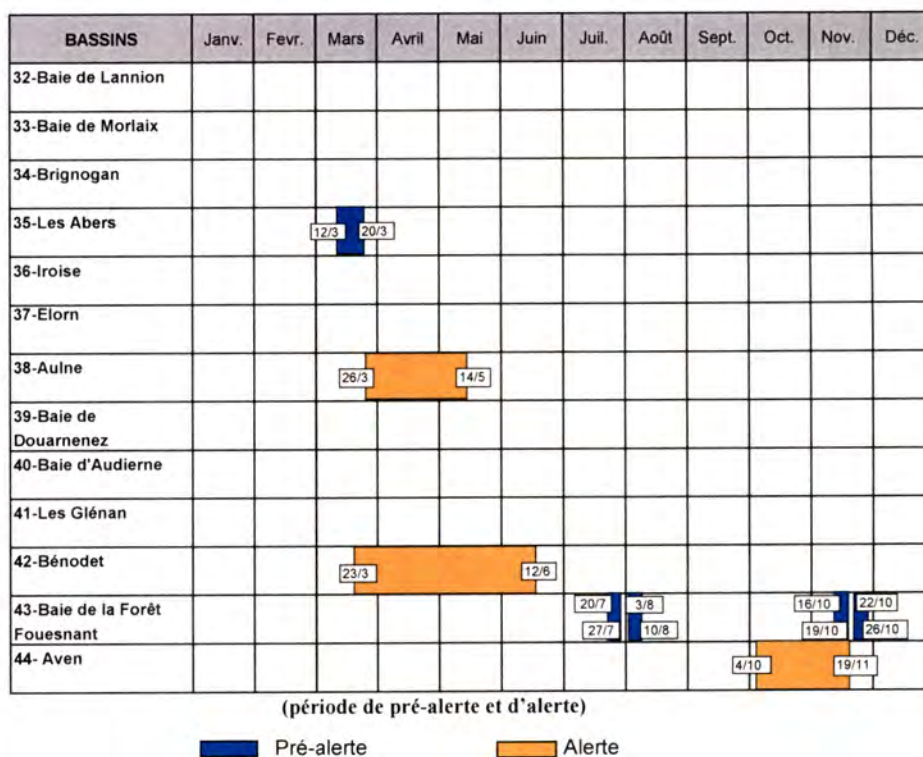 BASSINS Janv. Fevr. Mars Avril Mai Juin Juil. Août Sept. Oct. Nov. Déc.
32-Baie de Lannion
33-Baie de Morlaix
34-Brignogan
35-Les Abers 12/3 20/3
36-Iroise
37-Elorn
38-Aulne 26/3 14/5
39-Baie de
Douarnenez
40-Baie d'Audierne
41-Les Glénan
42-Bénodet 23/3 12/6
43-Baie de la Forêt 20/7 3/8 16/10 22/10
Fouesnant 27/7 10/8 19/10 26/10
44- Aven 4/10 19/11
(période de pré-alerte et d'alerte)
Pré-alerte Alerte